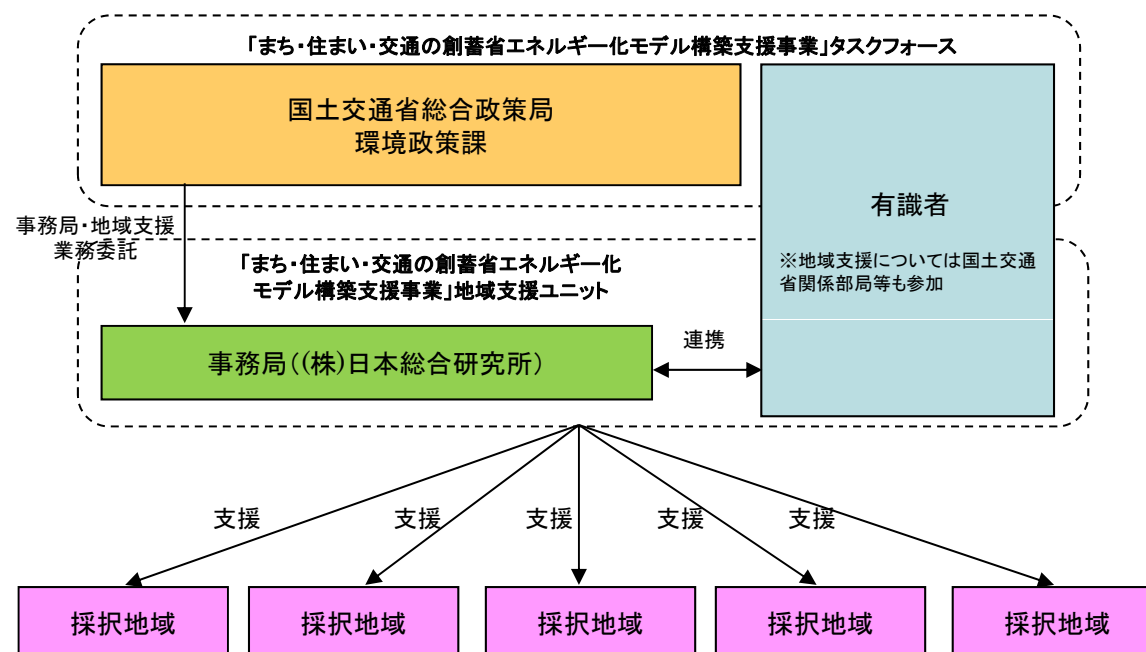 「まち・住まい・交通の創蓄省エネルギー化モデル構築支援事業」タスクフォース
国土交通省総合政策局
環境政策課
有識者
※地域支援については国土交通
省関係部局等も参加
事務局・地域支援
業務委託
「まち・住まい・交通の創蓄省エネルギー化
モデル構築支援事業」地域支援ユニット
事務局((株)日本総合研究所)
連携
支援
支援
支援
支援
支援
採択地域
採択地域
採択地域
採択地域
採択地域